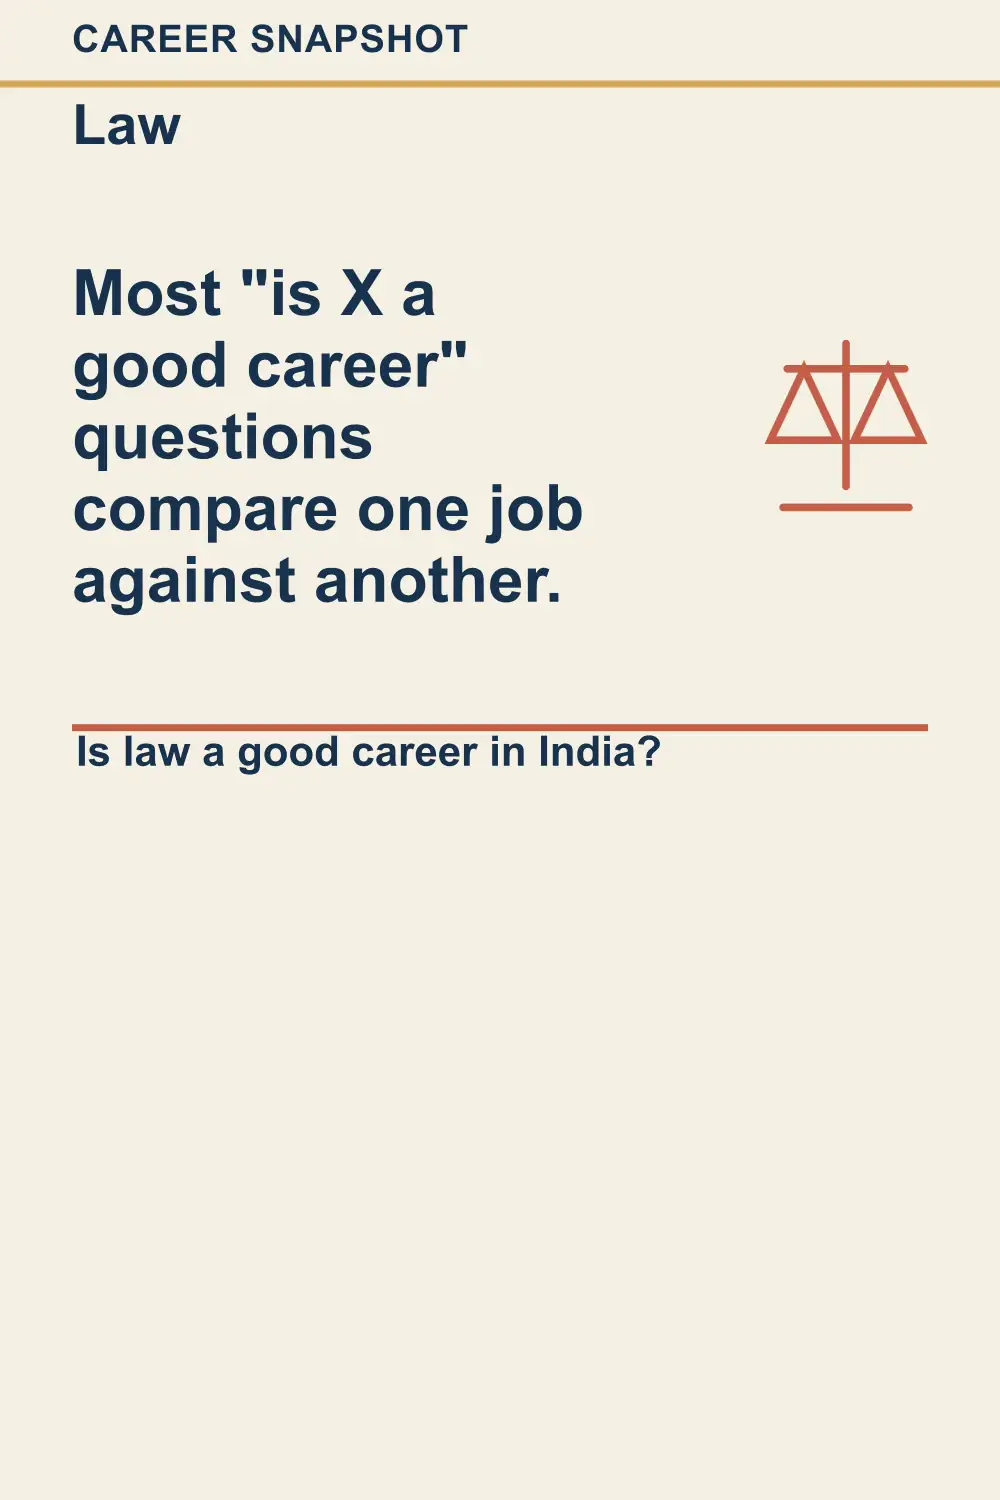 CAREER SNAPSHOT
Law
Most "is X a
good career"
questions
compare one job
against another.
Is law a good career in India?